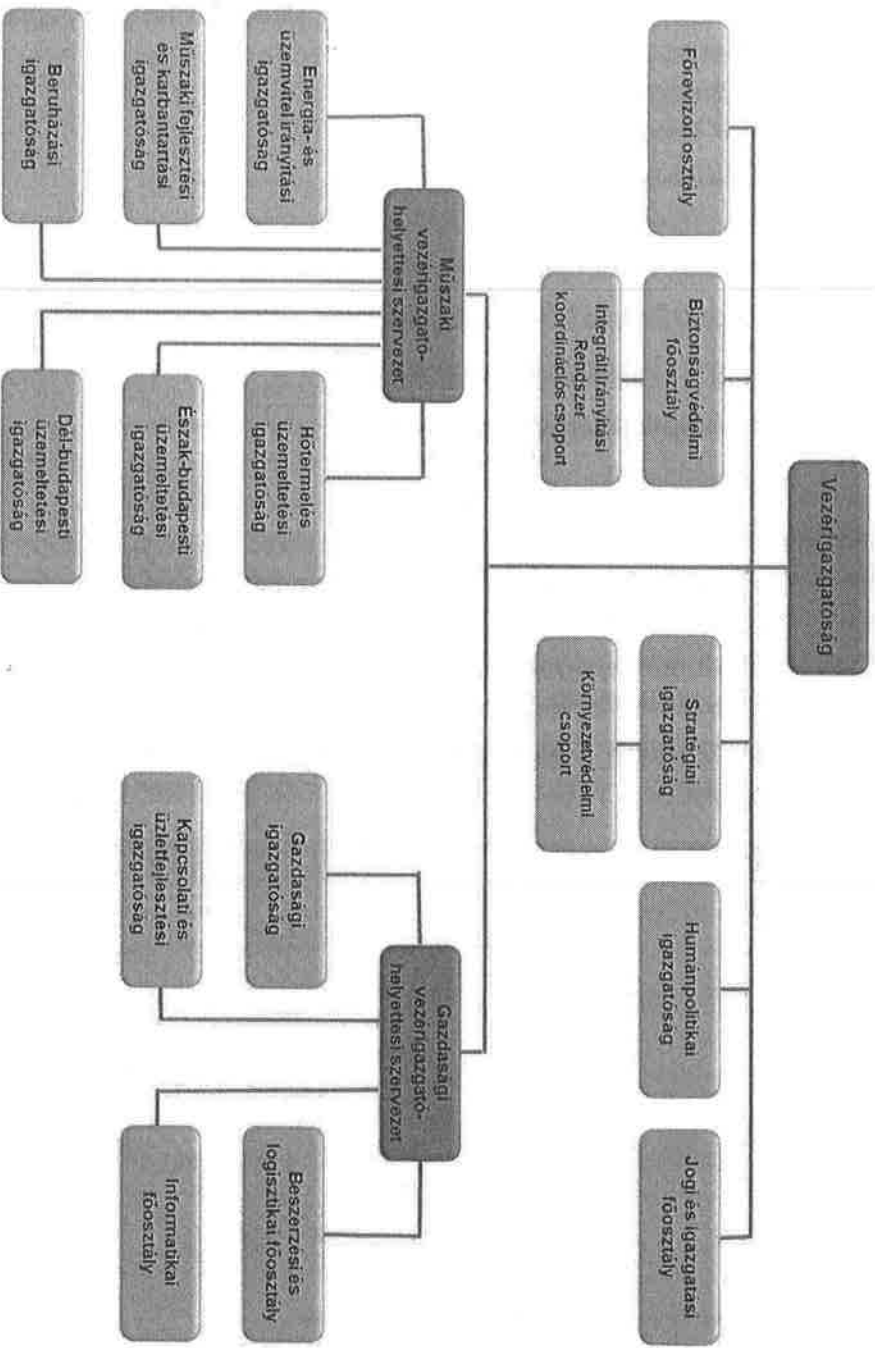 Vezérigazgatóság
Főrevizori osztály
Biztonságvédelmi
főosztály
Stratégiai
igazgatóság
Humánpolitikai
igazgatóság
Jogi és igazgatási
főosztály
Integrált Irányítási
Rendszer
koordinációs csoport
Környezetvédelmi
csoport
Műszaki
vezérigazgató-
helyettesi szervezet
Gazdasági
vezérigazgató-
helyettesi szervezet
Energia- és
üzemvitel irányítási
igazgatóság
Hőtermelés
üzemeltetési
igazgatóság
Gazdasági
igazgatóság
Beszerzési és
logisztikai főosztály
Műszaki fejlesztési
és karbantartási
igazgatóság
Észak-budapesti
üzemeltetési
igazgatóság
Kapcsolati és
üzletfejlesztési
igazgatóság
Informatikai
főosztály
Beruházási
igazgatóság
Dél-budapesti
üzemeltetési
igazgatóság